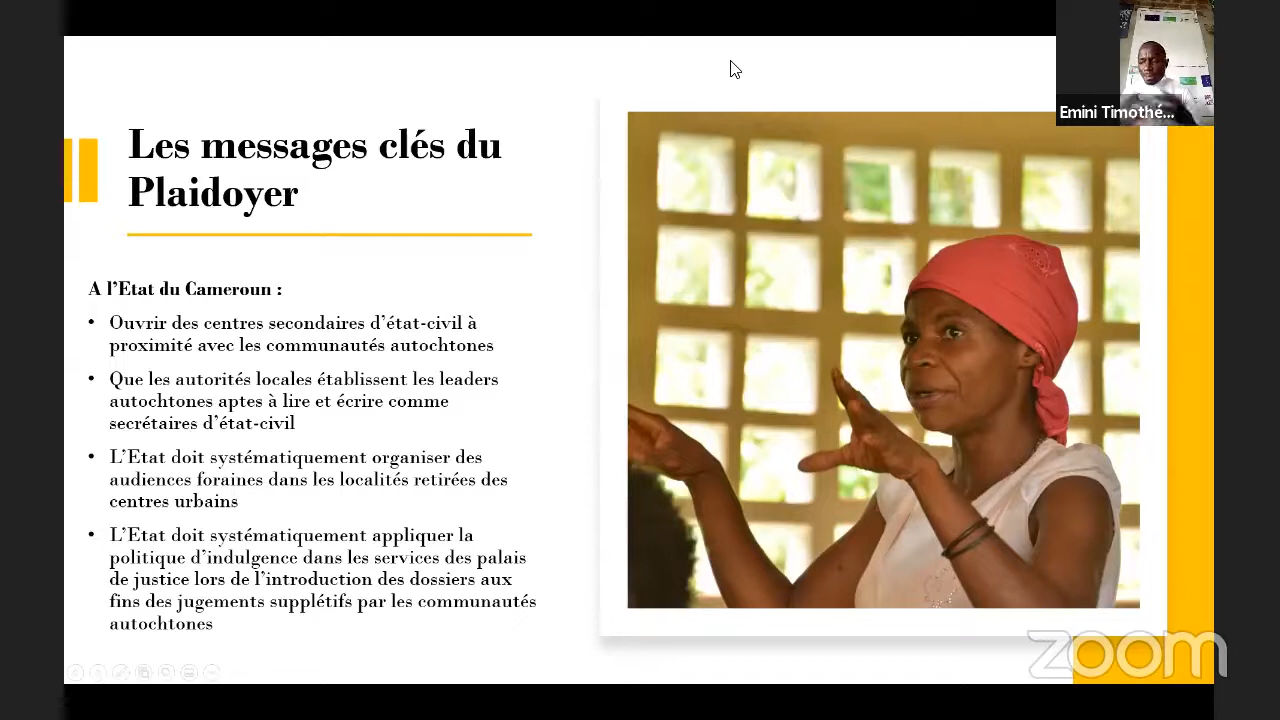 Emini Timothé...
Les messages clés du
Plaidoyer
A l'Etat du Cameroun :
• Ouvrir des centres secondaires d'état-civil à
proximité avec les communautés autochtones
• Que les autorités locales établissent les leaders
autochtones aptes à lire et écrire comme
secrétaires d'état-civil
• L'Etat doit systématiquement organiser des
audiences foraines dans les localités retirées des
centres urbains
• L'Etat doit systématiquement appliquer la
politique d'indulgence dans les services des palais
de justice lors de l'introduction des dossiers aux
fins des jugements supplétifs par les communautés
autochtones
zoom